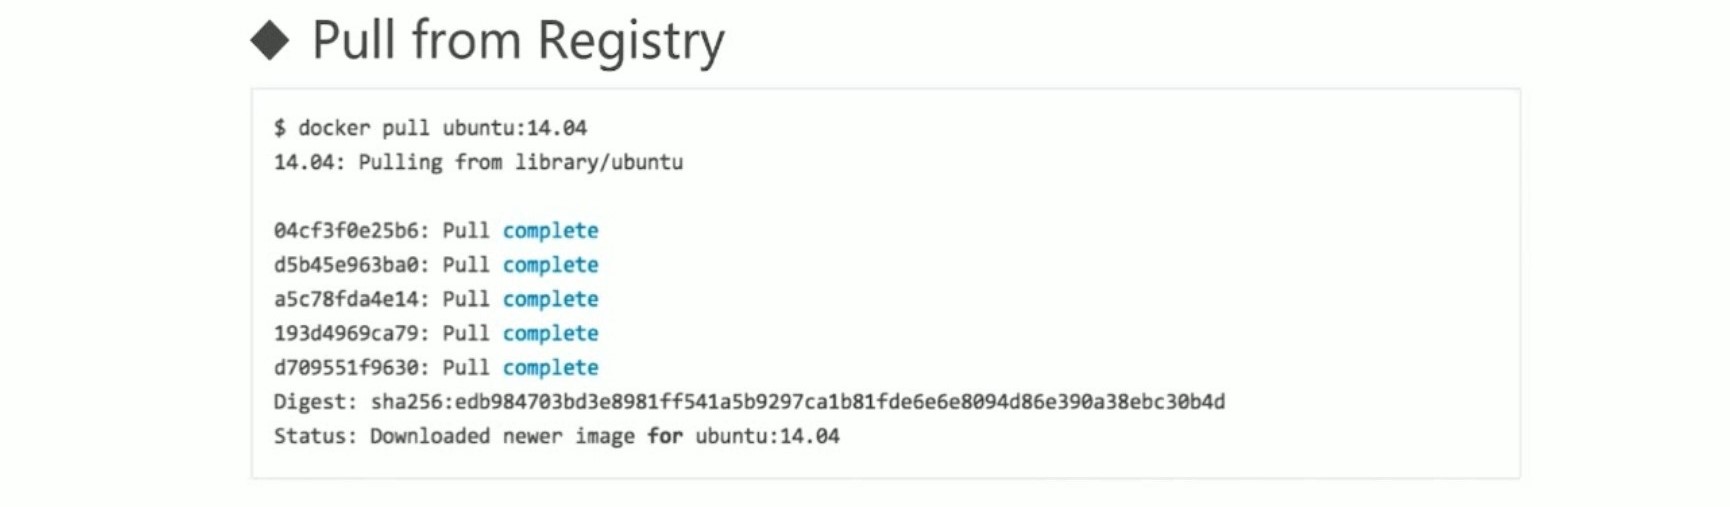 ◆ Pull from Registry
$ docker pull ubuntu:14.04
14.04: Pulling from library/ubuntu
04cf3f0e25b6: Pull complete
d5b45e963ba0: Pull complete
a5c78fda4e14: Pull complete
193d4969ca79: Pull complete
d709551f9630: Pull complete
Digest: sha256:edb984703bd3e8981ff541a5b9297ca1b81fde6e6e8094d86e390a38ebc30b4d
Status: Downloaded newer image for ubuntu:14.04